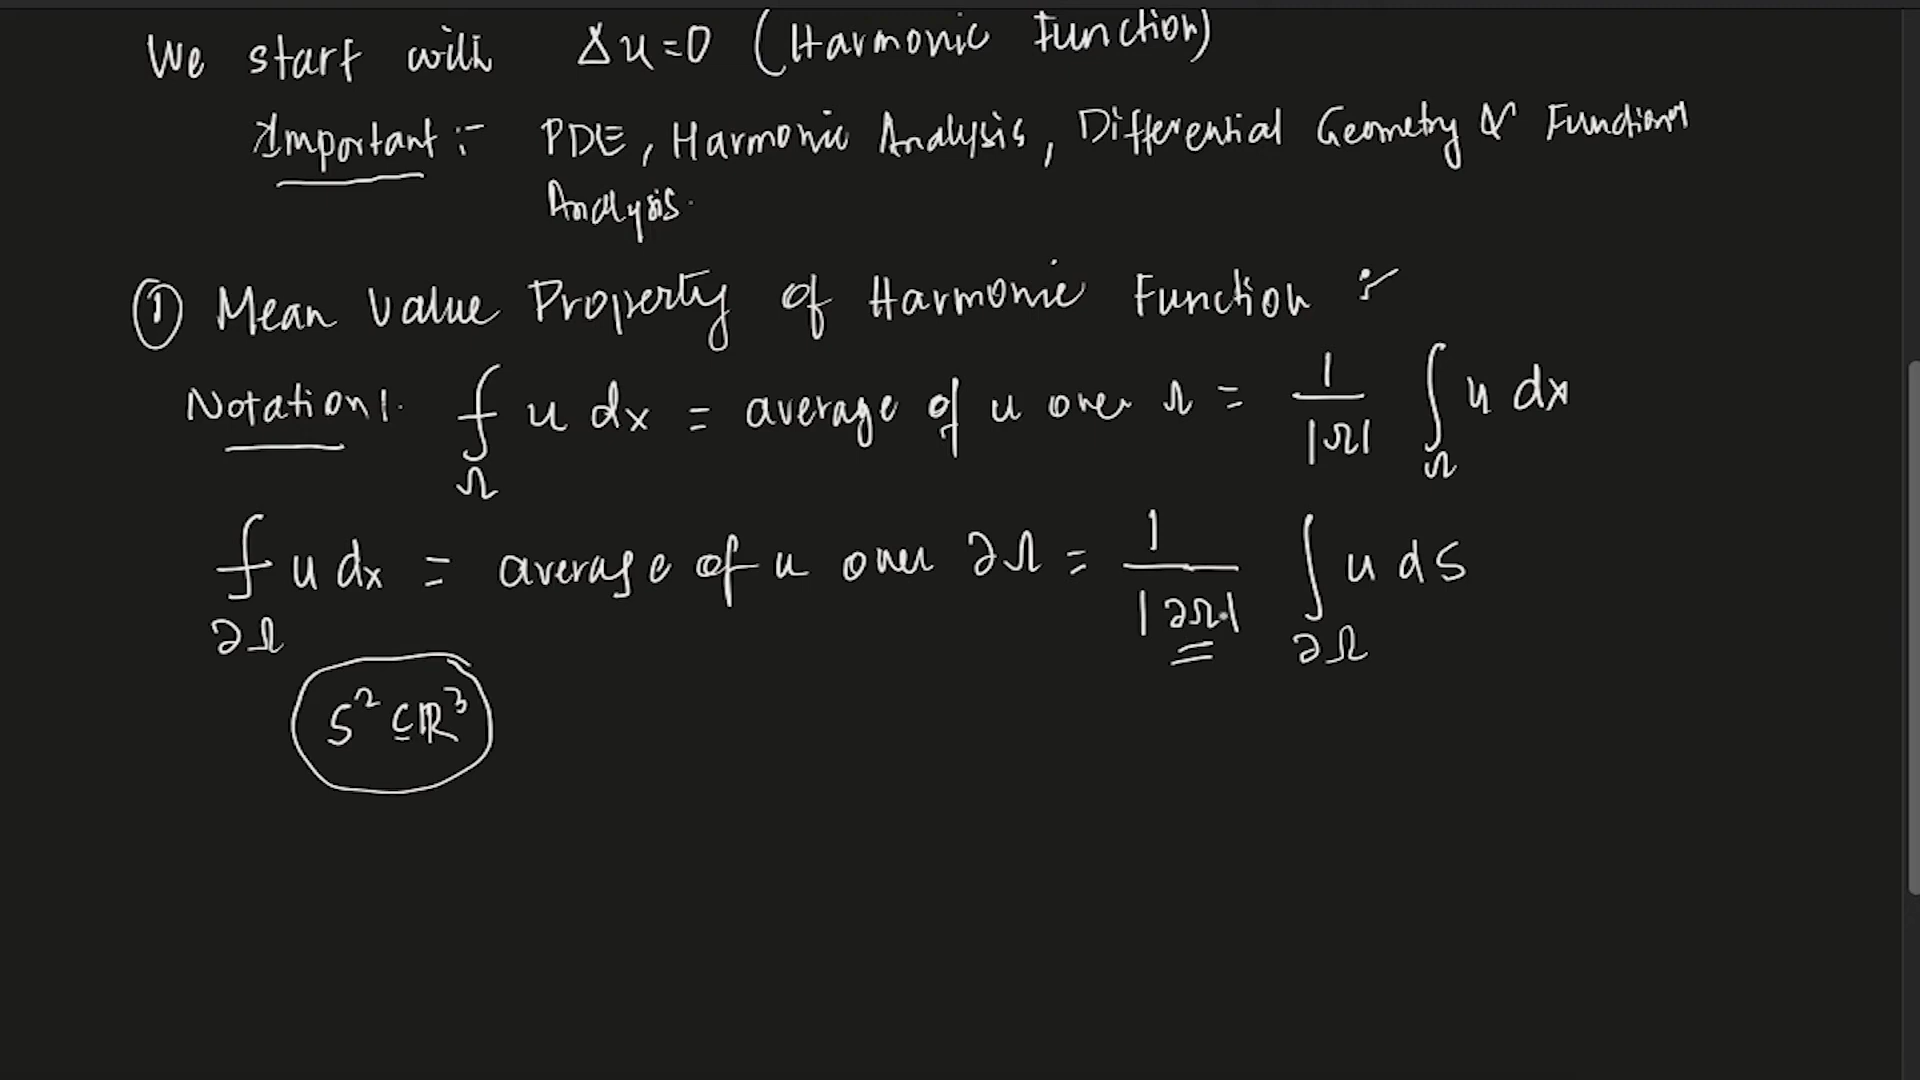 We start with Δu=0 (Harmonic Function)
Important :- PDE, Harmonic Analysis, Differential Geometry & Functional
Analysis.
① Mean Value Property of Harmonic Function :-
Notation 1. ⨍_Ω u dx = average of u over Ω = 1/|Ω| ∫_Ω u dx
⨍_∂Ω u dx = average of u over ∂Ω = 1/|∂Ω| ∫_∂Ω u dS
S² ⊆ ℝ³